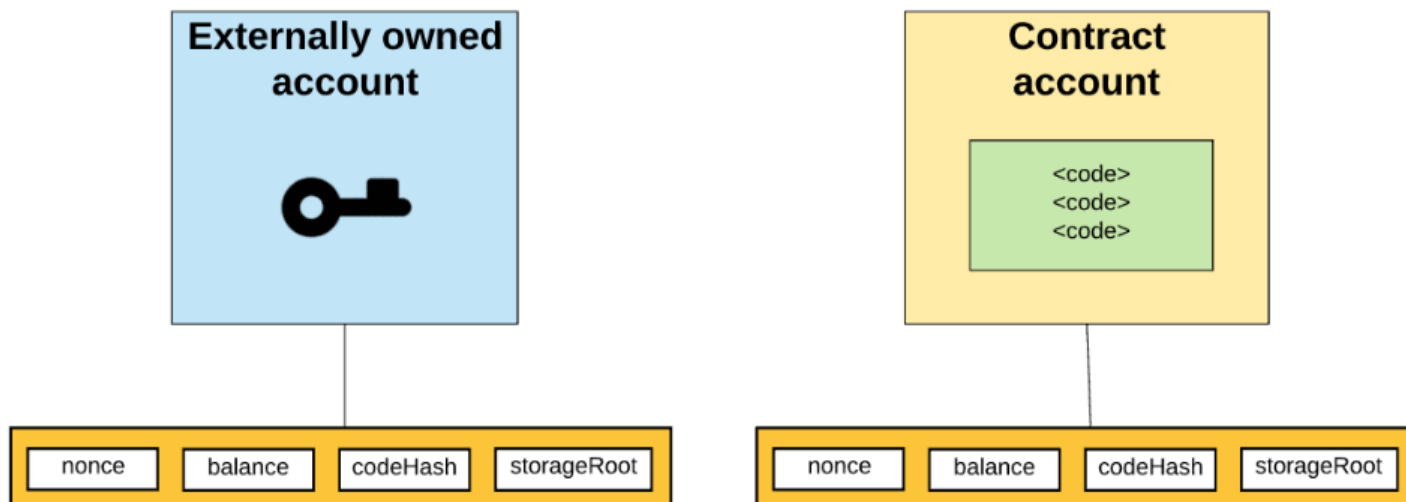 Externally owned
account
Contract
account
<code>
<code>
<code>
nonce balance codeHash storageRoot
nonce balance codeHash storageRoot